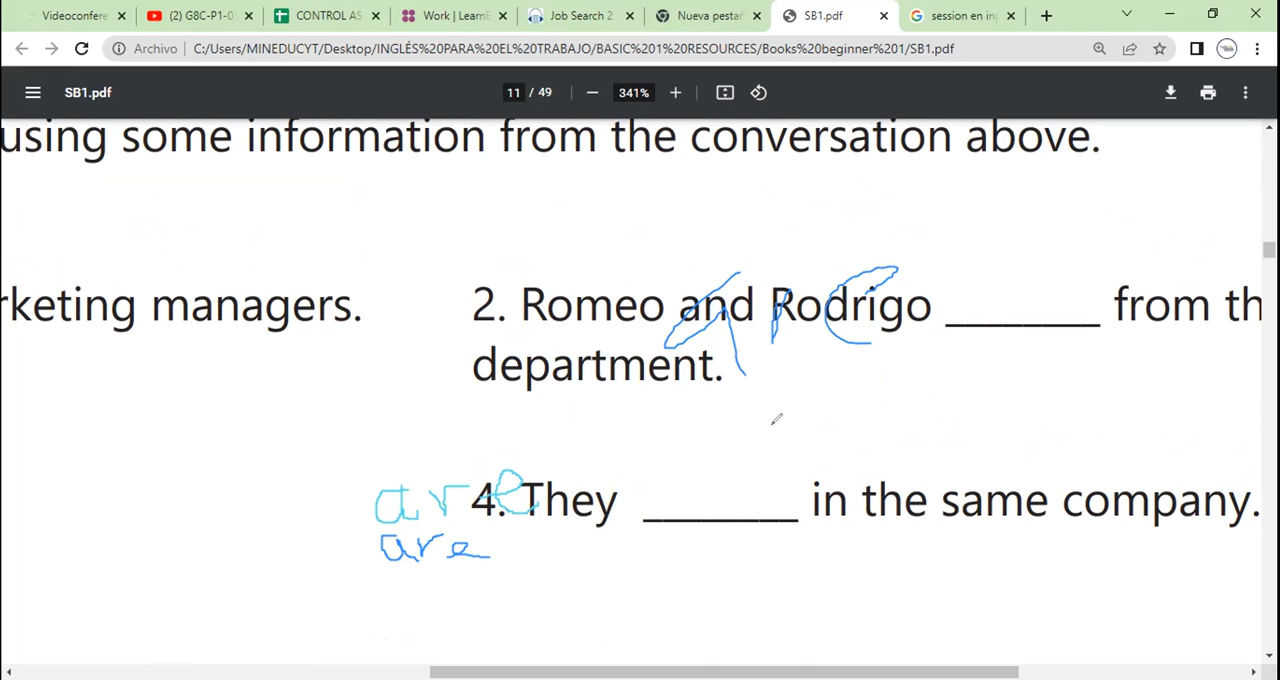 Videoconfere
(2) G8C-P1-0
CONTROL AS
Work | LearnE
Job Search 2
Nueva pestañ
SB1.pdf
session en in
Archivo C:/Users/MINEDUCYT/Desktop/INGLÉS%20PARA%20EL%20TRABAJO/BASIC%201%20RESOURCES/Books%20beginner%201/SB1.pdf
SB1.pdf 11 / 49 341%
using some information from the conversation above.
rketing managers.
2. Romeo and Rodrigo ________ from th
are
department.
are
4. They ________ in the same company.
are